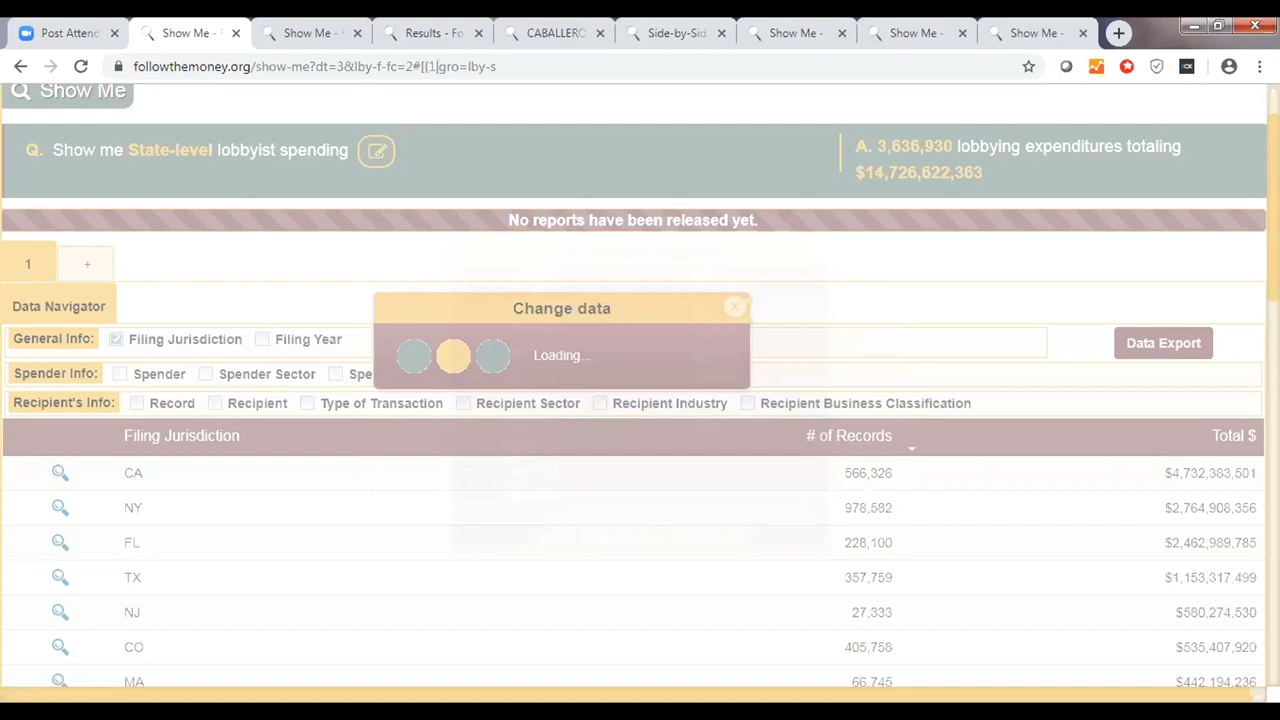 Post Attend
Show Me -
Show Me -
Results - Fo
CABALLERO
Side-by-Sid
Show Me -
Show Me -
Show Me -
followthemoney.org/show-me?dt=3&lby-f-fc=2#[{1|gro=lby-s
Show Me
Q. Show me State-level lobbyist spending
A. 3,636,930 lobbying expenditures totaling
$14,726,622,363
No reports have been released yet.
1 +
Data Navigator
Change data
Loading...
General Info: Filing Jurisdiction Filing Year
Data Export
Spender Info: Spender Spender Sector Spe
Recipient's Info: Record Recipient Type of Transaction Recipient Sector Recipient Industry Recipient Business Classification
Filing Jurisdiction # of Records Total $
CA 566,326 $4,732,383,501
NY 978,582 $2,764,908,356
FL 228,100 $2,462,989,785
TX 357,759 $1,153,317,499
NJ 27,333 $580,274,530
CO 405,758 $535,407,920
MA 66,745 $442,194,236